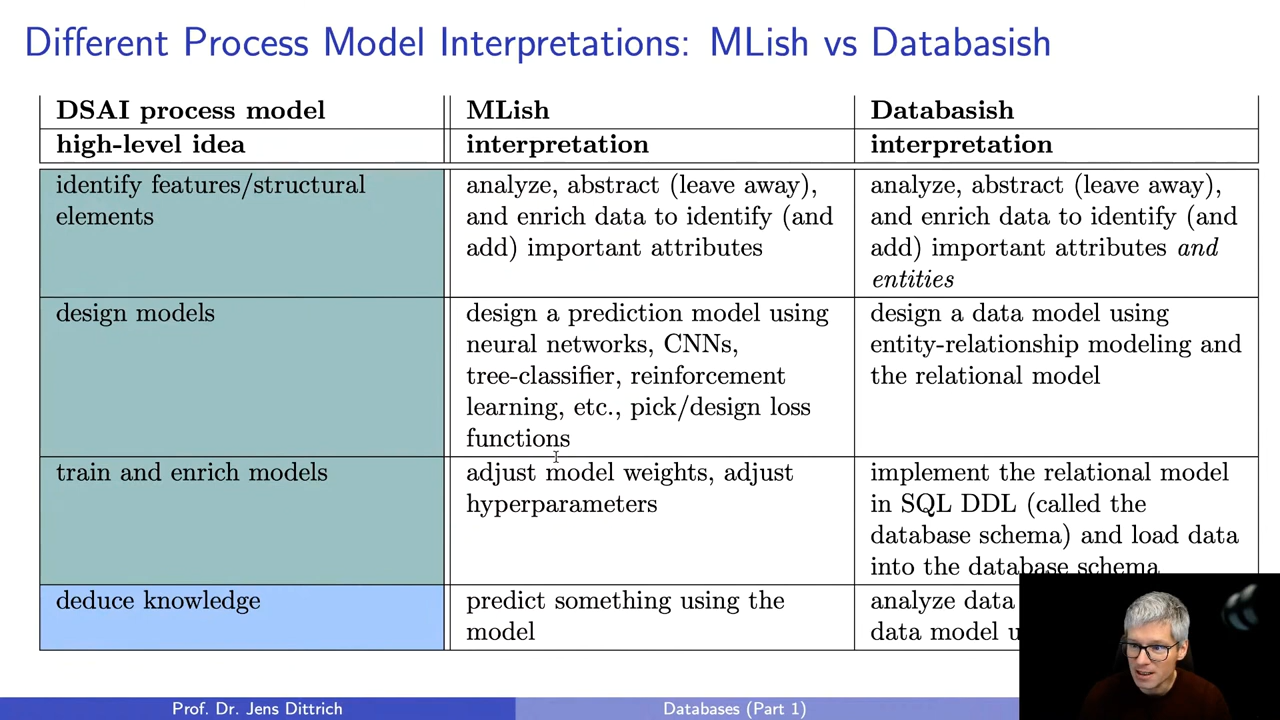 Different Process Model Interpretations: MLish vs Databasish
DSAI process model
MLish
Databasish
high-level idea
interpretation
interpretation
identify features/structural
elements
analyze, abstract (leave away),
and enrich data to identify (and
add) important attributes
analyze, abstract (leave away),
and enrich data to identify (and
add) important attributes and
entities
design models
design a prediction model using
neural networks, CNNs,
tree-classifier, reinforcement
learning, etc., pick/design loss
functions
design a data model using
entity-relationship modeling and
the relational model
train and enrich models
adjust model weights, adjust
hyperparameters
implement the relational model
in SQL DDL (called the
database schema) and load data
into the database schema
deduce knowledge
predict something using the
model
analyze data
data model
Prof. Dr. Jens Dittrich
Databases (Part 1)